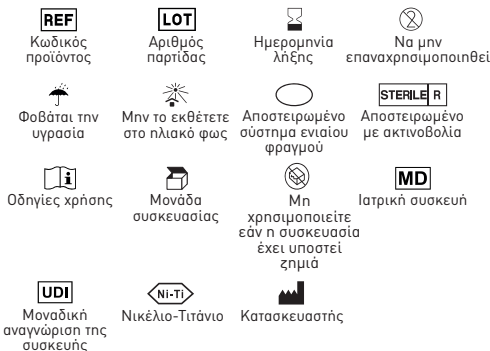 REF
LOT
Κωδικός
προϊόντος
Αριθμός
παρτίδας
Ημερομηνία
λήξης
2
Να μην
επαναχρησιμοποιηθεί
Φοβάται την
υγρασία
Μην το εκθέτετε
στο ηλιακό φως
Αποστειρωμένο
σύστημα ενιαίου
φραγμού
STERILE R
Αποστειρωμένο
με ακτινοβολία
i
Οδηγίες χρήσης
Μονάδα
συσκευασίας
Μη
χρησιμοποιείτε
εάν η συσκευασία
έχει υποστεί
ζημιά
MD
Ιατρική συσκευή
UDI
Μοναδική
αναγνώριση της
συσκευής
Ni-Ti
Νικέλιο-Τιτάνιο
Κατασκευαστής